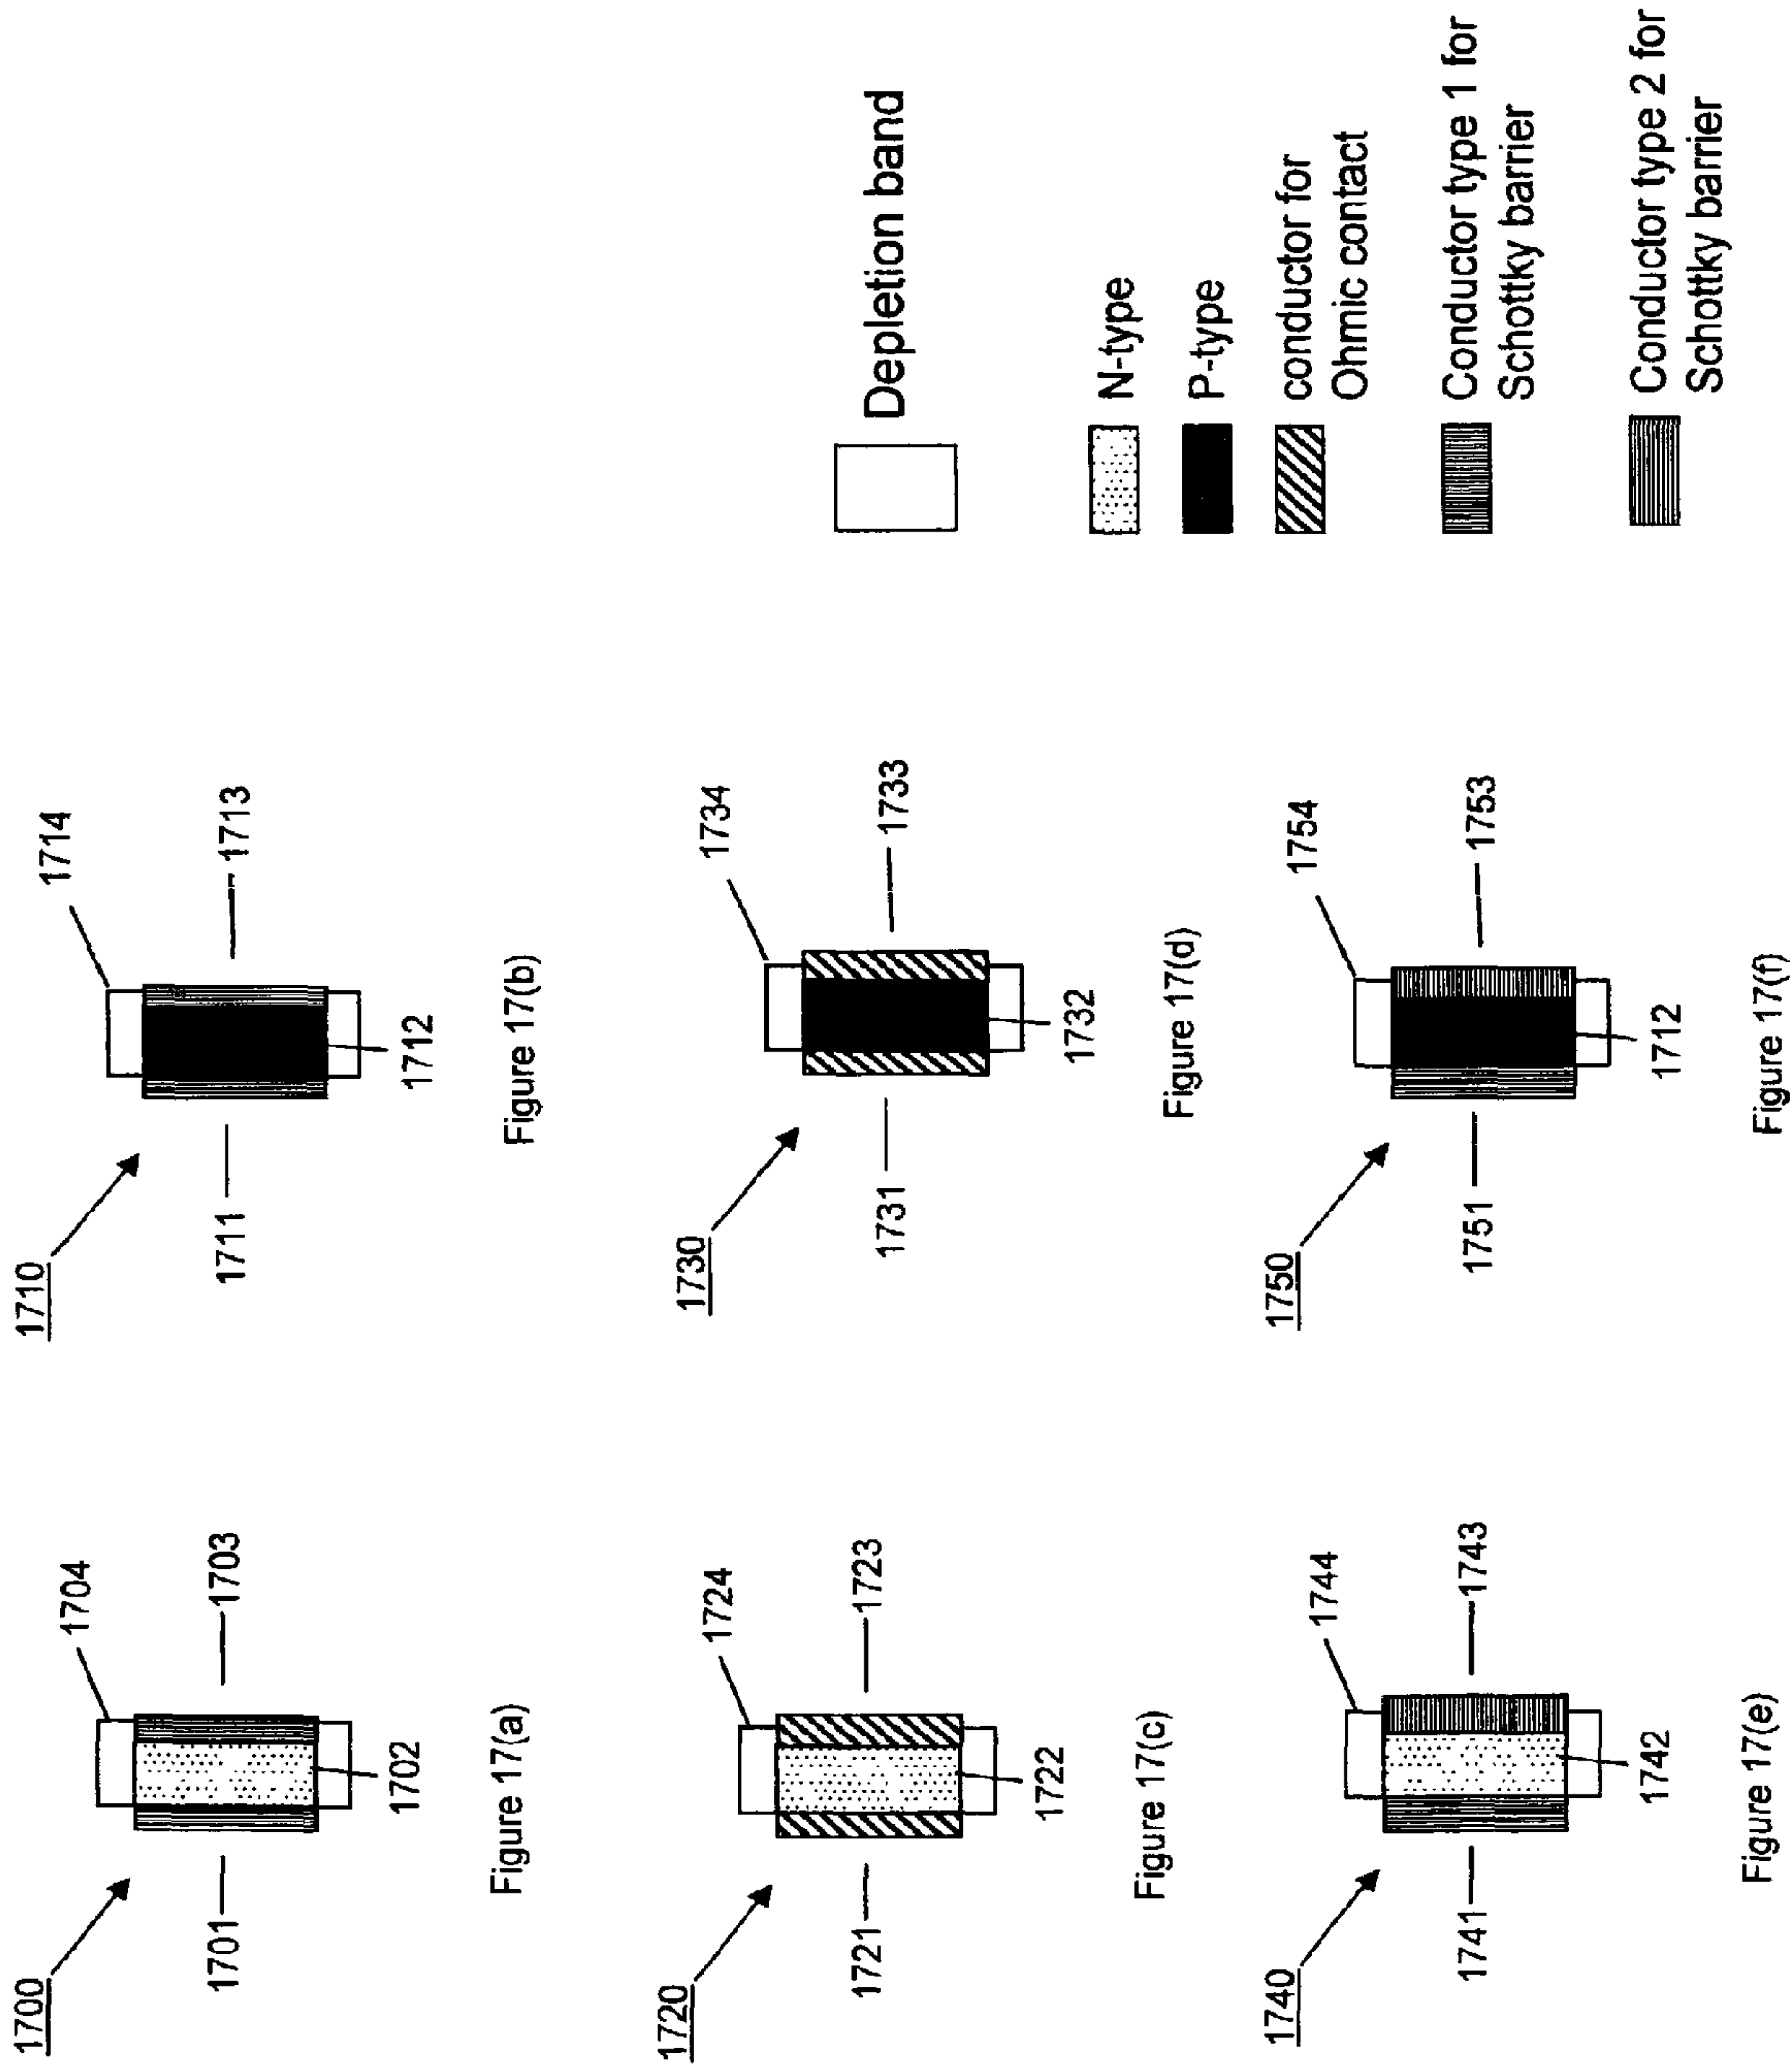 1700
1704
1701
1703
1702
Figure 17(a)
1710
1714
1711
1713
1712
Figure 17(b)
1720
1724
1721
1723
1722
Figure 17(c)
1730
1734
1731
1733
1732
Figure 17(d)
1740
1744
1741
1743
1742
Figure 17(e)
1750
1754
1751
1753
1712
Figure 17(f)
Depletion band
N-type
P-type
conductor for
Ohmic contact
Conductor type 1 for
Schottky barrier
Conductor type 2 for
Schottky barrier